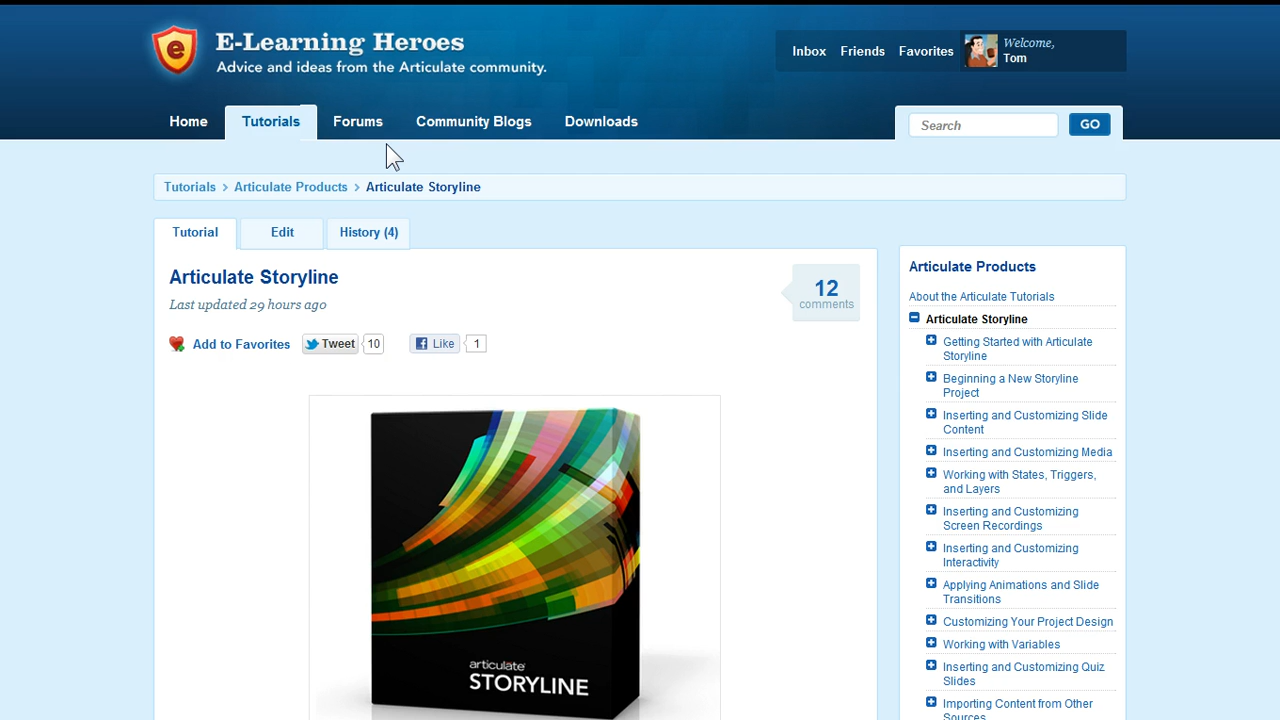 E-Learning Heroes
Advice and ideas from the Articulate community.
Inbox Friends Favorites
Welcome,
Tom
Home Tutorials Forums Community Blogs Downloads
Search GO
Tutorials > Articulate Products > Articulate Storyline
Tutorial Edit History (4)
Articulate Storyline
Last updated 29 hours ago
12
comments
Add to Favorites Tweet 10 Like 1
articulate
STORYLINE
Articulate Products
About the Articulate Tutorials
Articulate Storyline
Getting Started with Articulate
Storyline
Beginning a New Storyline
Project
Inserting and Customizing Slide
Content
Inserting and Customizing Media
Working with States, Triggers,
and Layers
Inserting and Customizing
Screen Recordings
Inserting and Customizing
Interactivity
Applying Animations and Slide
Transitions
Customizing Your Project Design
Working with Variables
Inserting and Customizing Quiz
Slides
Importing Content from Other
Sources